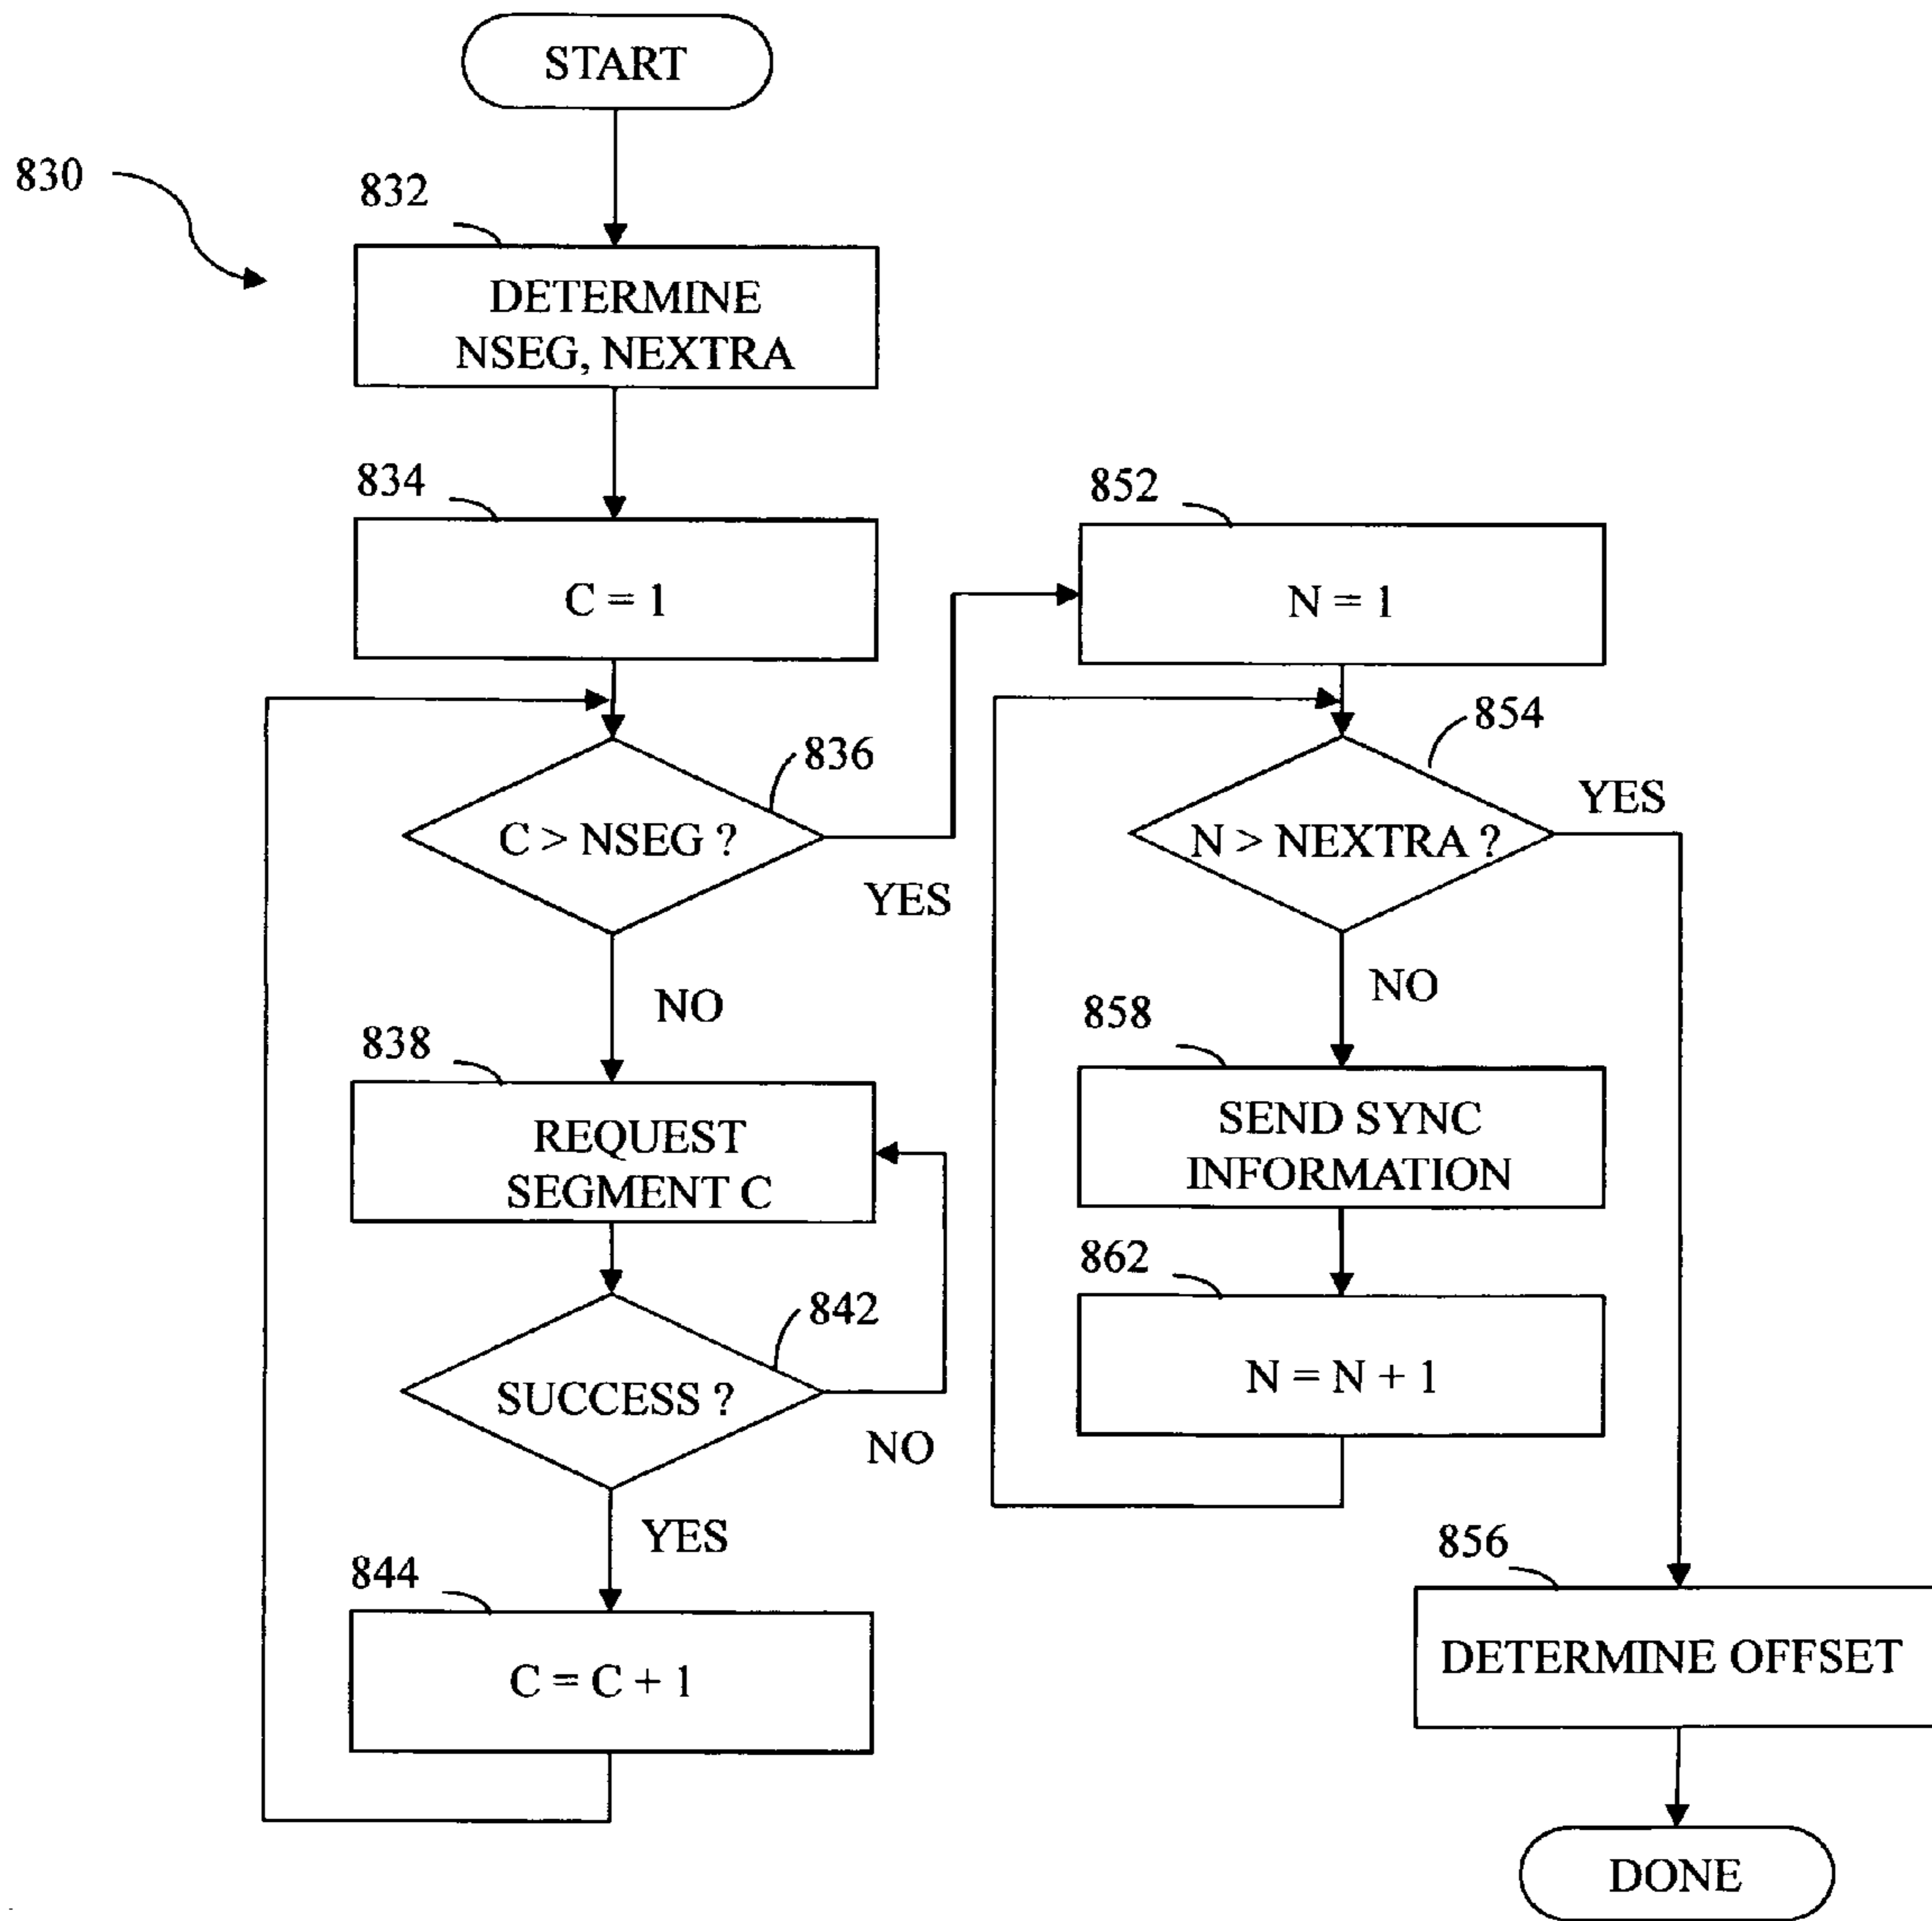 START
830
832
DETERMINE
NSEG, NEXTRA
834
C = 1
836
C > NSEG ?
YES
NO
838
REQUEST
SEGMENT C
842
SUCCESS ?
NO
YES
844
C = C + 1
852
N = 1
854
N > NEXTRA ?
YES
NO
858
SEND SYNC
INFORMATION
862
N = N + 1
856
DETERMINE OFFSET
DONE